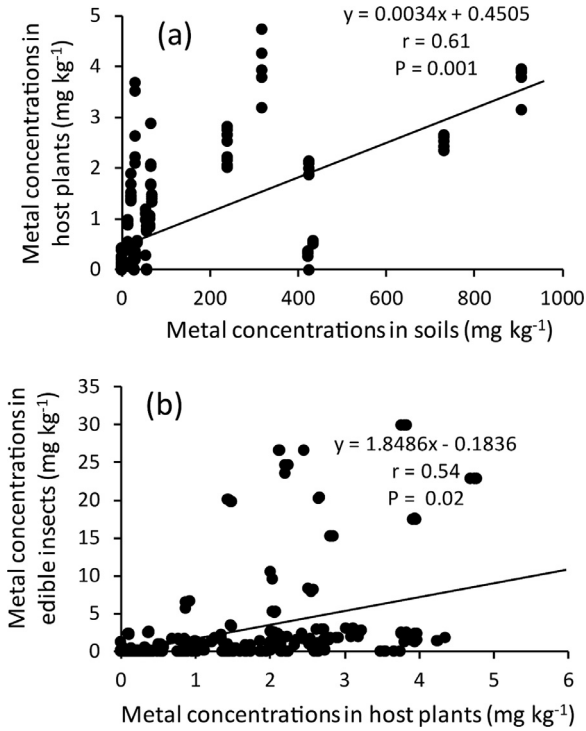 (a)
y = 0.0034x + 0.4505
r = 0.61
P = 0.001
Metal concentrations in
host plants (mg kg⁻¹)
5
4
3
2
1
0
0 200 400 600 800 1000
Metal concentrations in soils (mg kg⁻¹)
(b)
y = 1.8486x - 0.1836
r = 0.54
P = 0.02
Metal concentrations in
edible insects (mg kg⁻¹)
35
30
25
20
15
10
5
0
0 1 2 3 4 5 6
Metal concentrations in host plants (mg kg⁻¹)